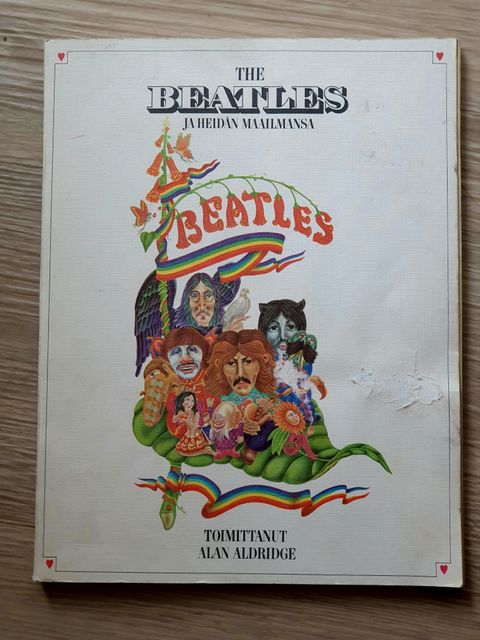 THE
BEATLES
JA HEIDÄN MAAILMANSA
BEATLES
TOIMITTANUT
ALAN ALDRIDGE